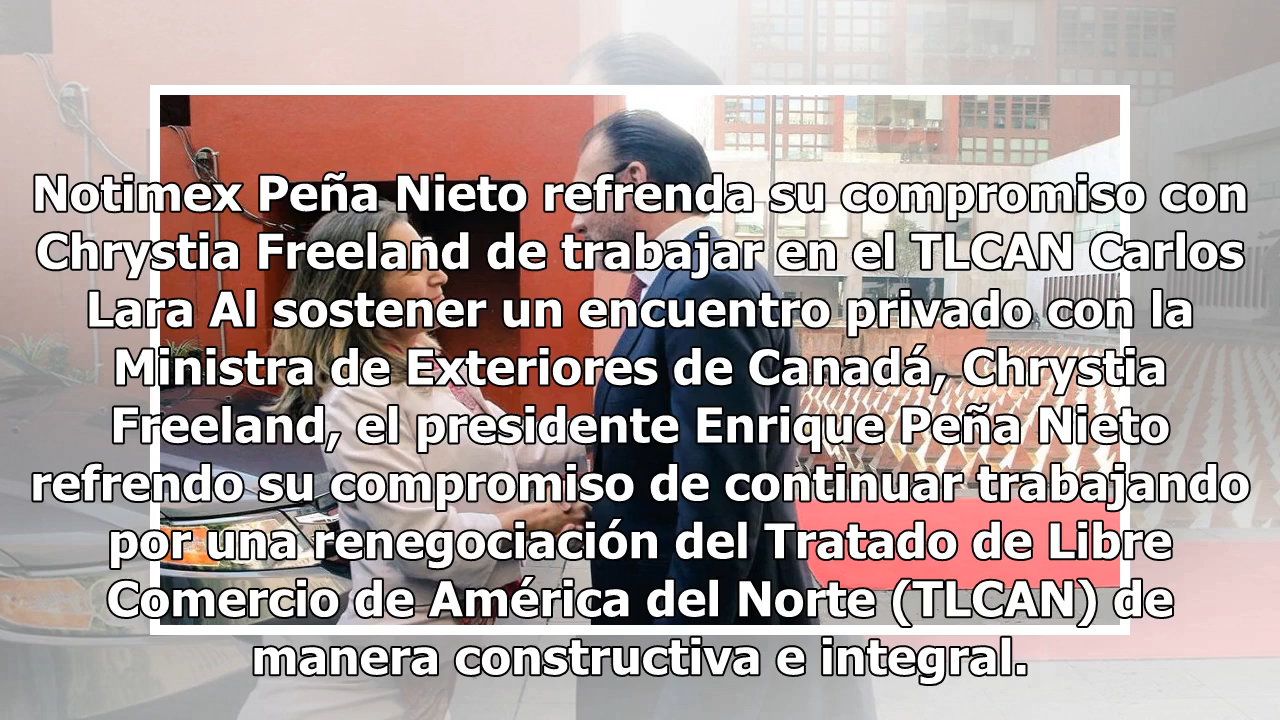 Notimex Peña Nieto refrenda su compromiso con
Chrystia Freeland de trabajar en el TLCAN Carlos
Lara Al sostener un encuentro privado con la
Ministra de Exteriores de Canadá, Chrystia
Freeland, el presidente Enrique Peña Nieto
refrendo su compromiso de continuar trabajando
por una renegociación del Tratado de Libre
Comercio de América del Norte (TLCAN) de
manera constructiva e integral.